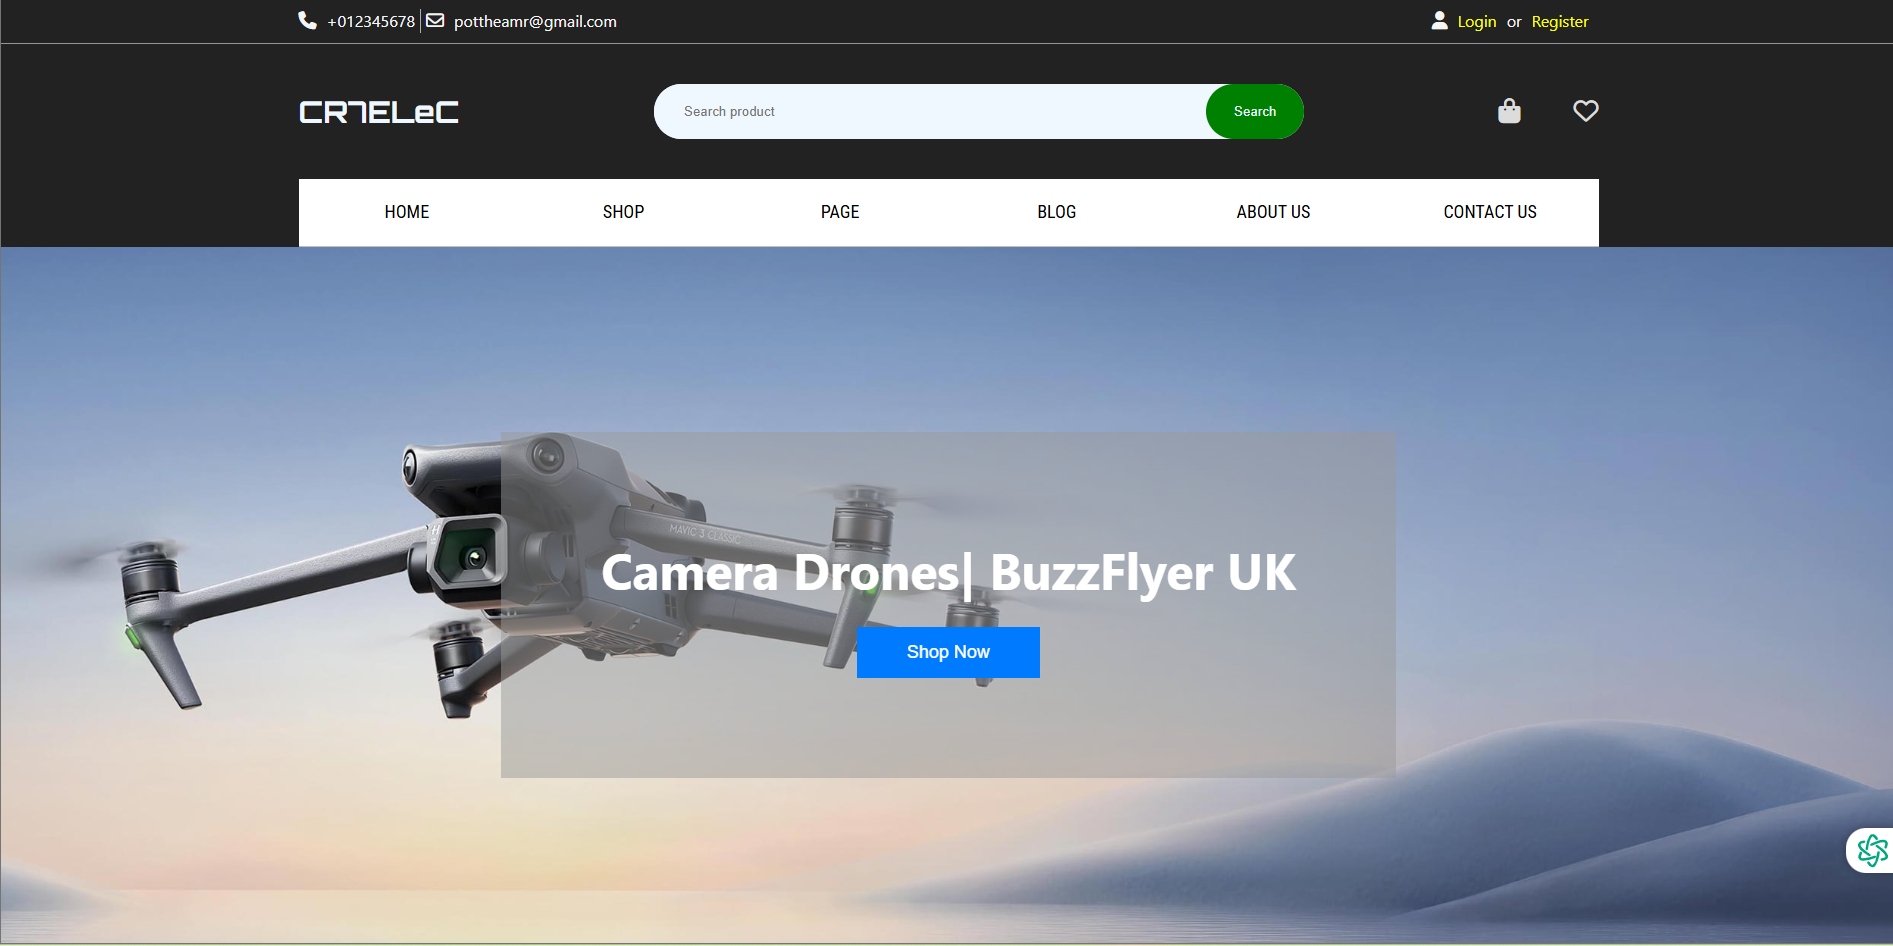 +012345678 pottheamr@gmail.com
Login or Register
CR7ELeC
Search product
Search
HOME SHOP PAGE BLOG ABOUT US CONTACT US
MAVIC 3 CLASSIC
Camera Drones| BuzzFlyer UK
Shop Now